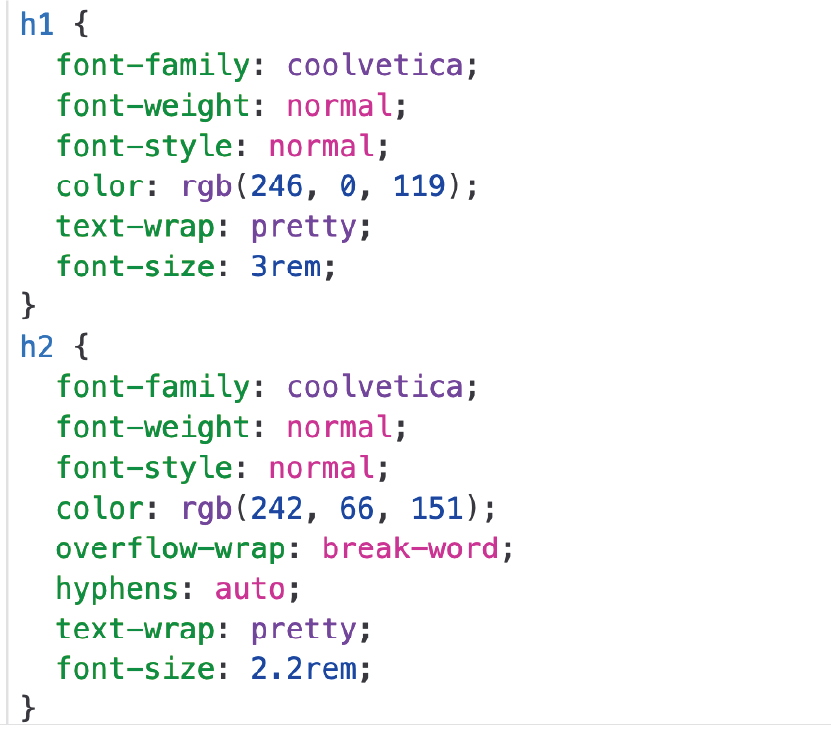 h1 {
  font-family: coolvetica;
  font-weight: normal;
  font-style: normal;
  color: rgb(246, 0, 119);
  text-wrap: pretty;
  font-size: 3rem;
}
h2 {
  font-family: coolvetica;
  font-weight: normal;
  font-style: normal;
  color: rgb(242, 66, 151);
  overflow-wrap: break-word;
  hyphens: auto;
  text-wrap: pretty;
  font-size: 2.2rem;
}